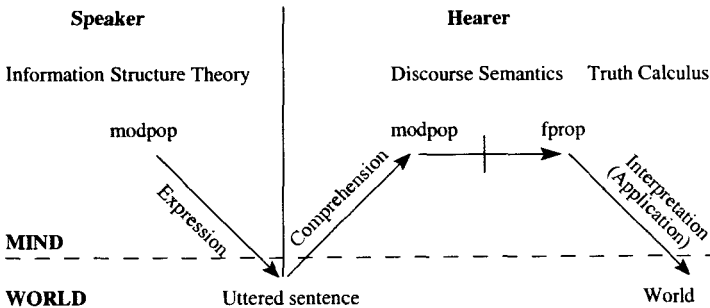 Speaker
Hearer
Information Structure Theory
Discourse Semantics
Truth Calculus
modpop
modpop
fprop
Expression
Comprehension
Interpretation
(Application)
MIND
WORLD
Uttered sentence
World